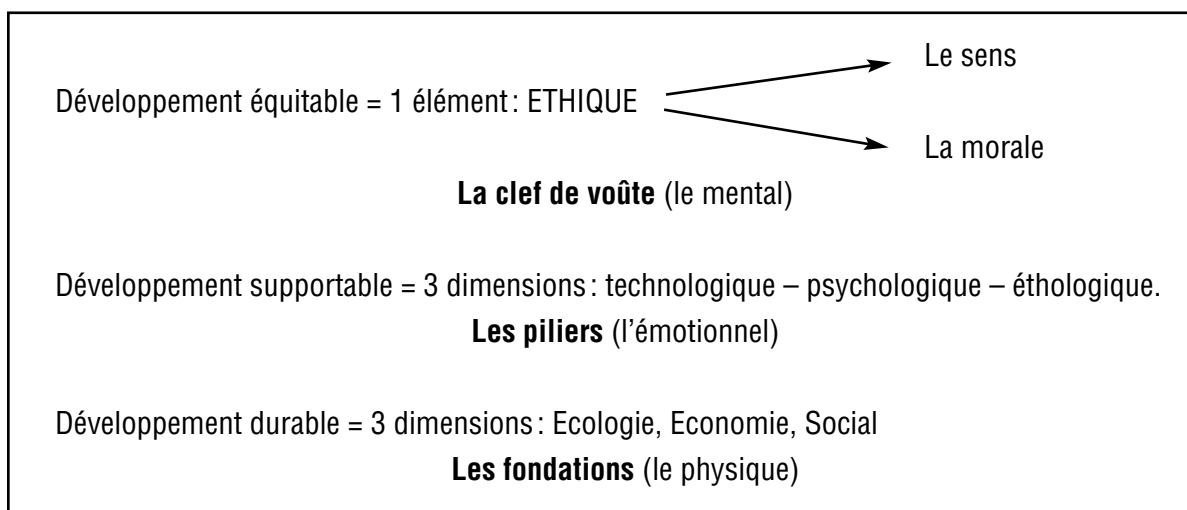 Le sens
Développement équitable = 1 élément : ETHIQUE
La morale
La clef de voûte (le mental)
Développement supportable = 3 dimensions : technologique – psychologique – éthologique.
Les piliers (l’émotionnel)
Développement durable = 3 dimensions : Ecologie, Economie, Social
Les fondations (le physique)